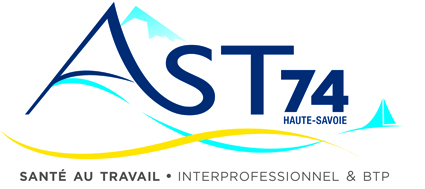 AST74
HAUTE-SAVOIE
SANTÉ AU TRAVAIL • INTERPROFESSIONNEL & BTP